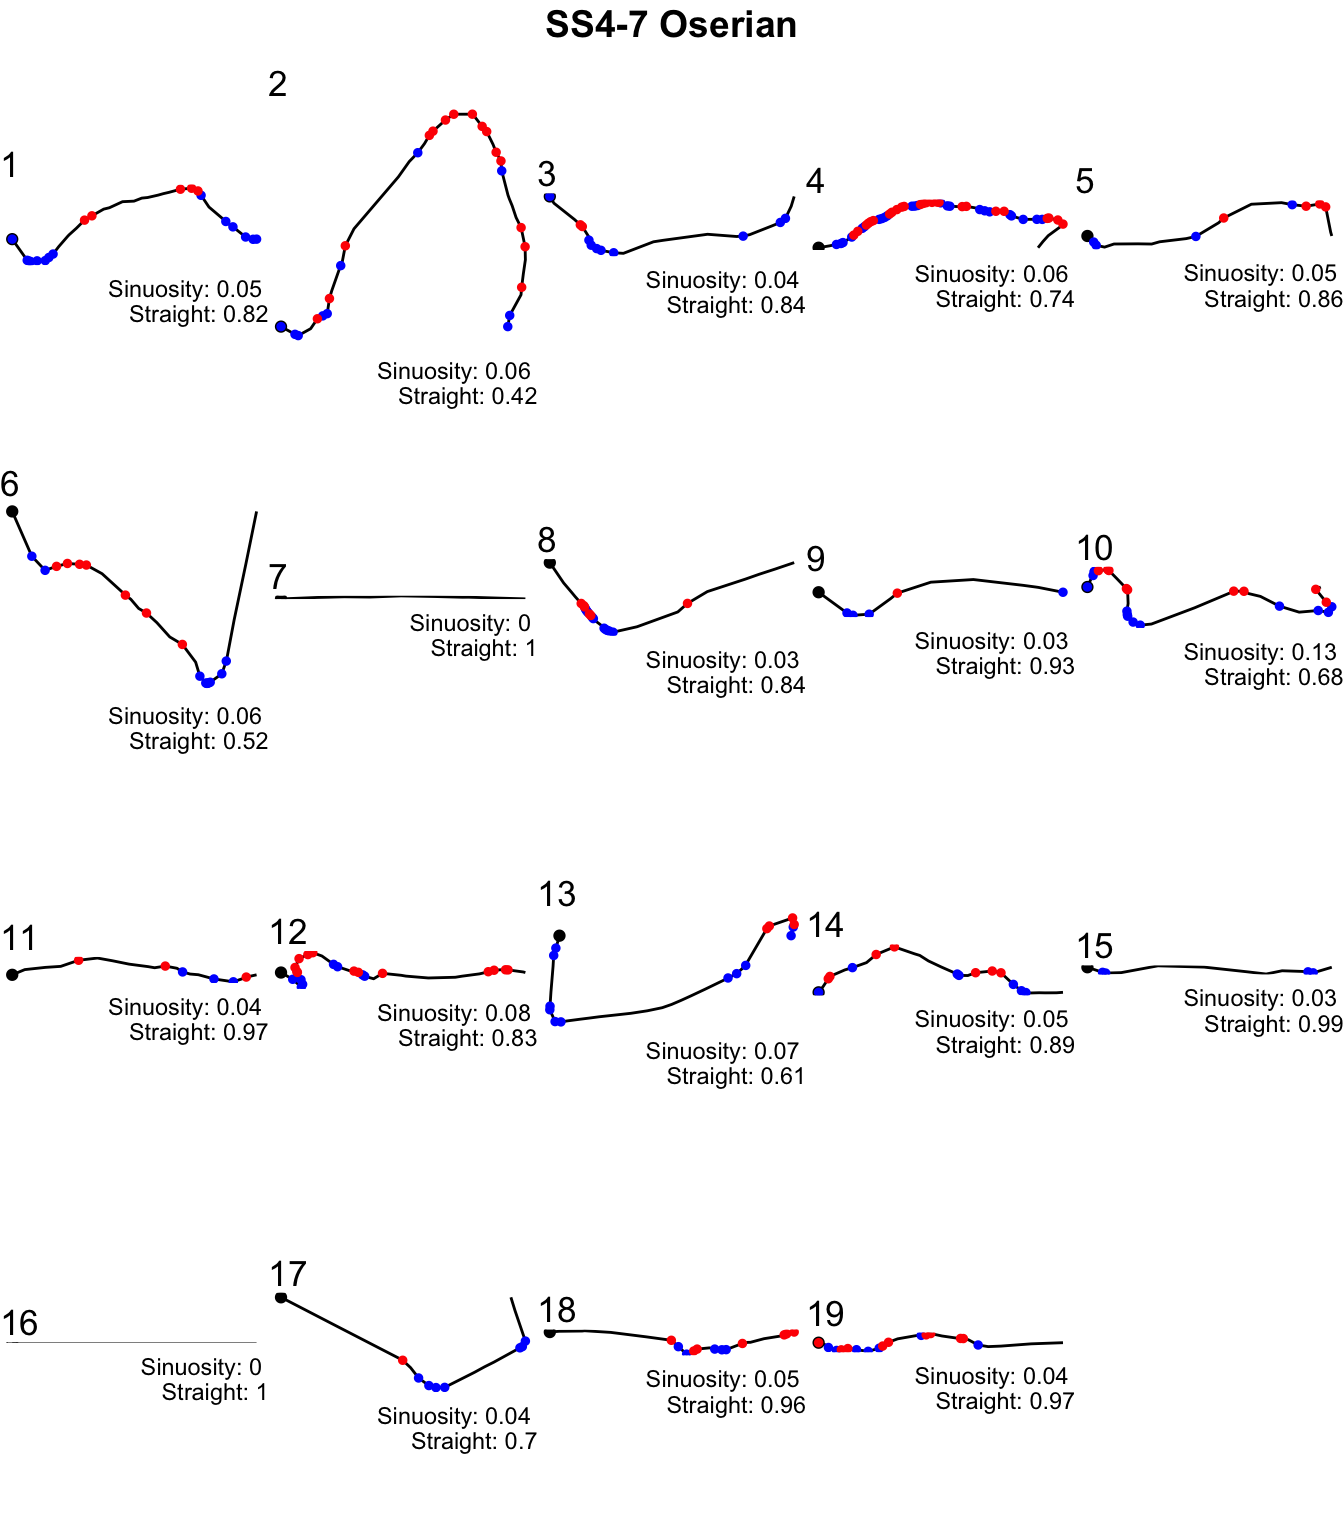 SS4-7 Oserian
1
Sinuosity: 0.05
Straight: 0.82
2
Sinuosity: 0.06
Straight: 0.42
3
Sinuosity: 0.04
Straight: 0.84
4
Sinuosity: 0.06
Straight: 0.74
5
Sinuosity: 0.05
Straight: 0.86
6
Sinuosity: 0.06
Straight: 0.52
7
Sinuosity: 0
Straight: 1
8
Sinuosity: 0.03
Straight: 0.84
9
Sinuosity: 0.03
Straight: 0.93
10
Sinuosity: 0.13
Straight: 0.68
11
Sinuosity: 0.04
Straight: 0.97
12
Sinuosity: 0.08
Straight: 0.83
13
Sinuosity: 0.07
Straight: 0.61
14
Sinuosity: 0.05
Straight: 0.89
15
Sinuosity: 0.03
Straight: 0.99
16
Sinuosity: 0
Straight: 1
17
Sinuosity: 0.04
Straight: 0.7
18
Sinuosity: 0.05
Straight: 0.96
19
Sinuosity: 0.04
Straight: 0.97